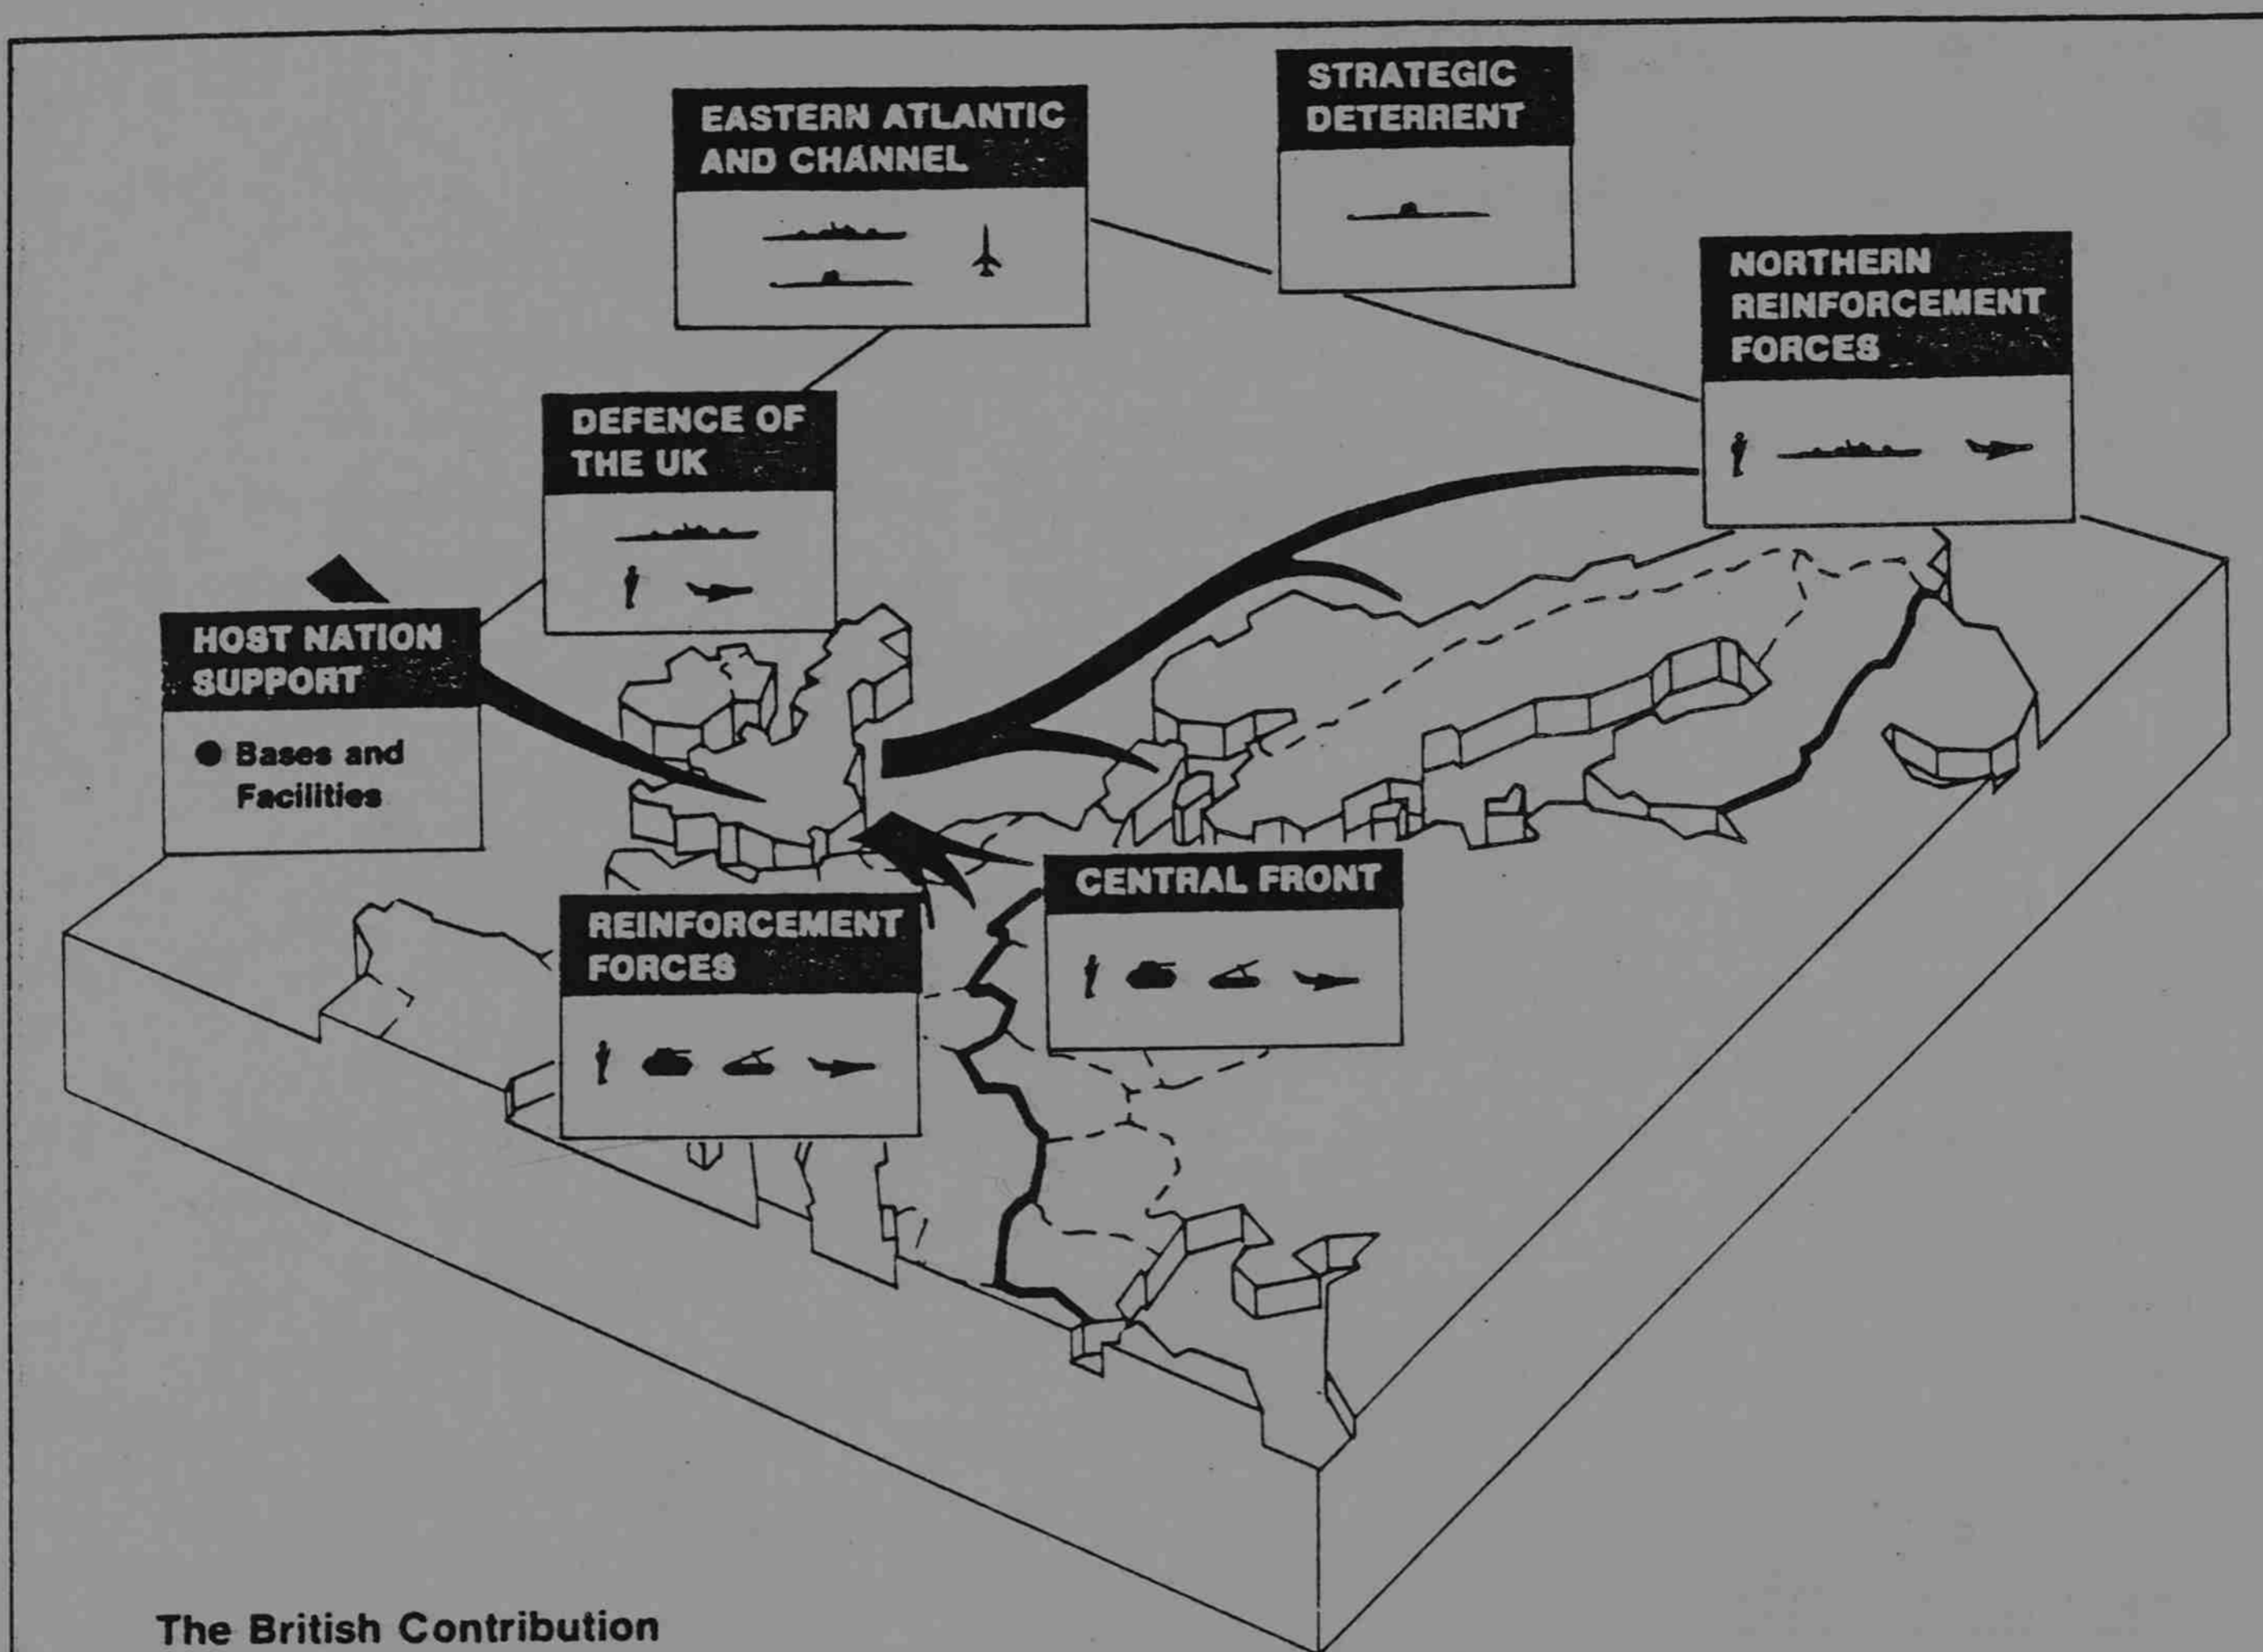 STRATEGIC
DETERRENT
EASTERN ATLANTIC
AND CHANNEL
NORTHERN
REINFORCEMENT
FORCES
DEFENCE OF
THE UK
HOST NATION
SUPPORT
● Bases and
Facilities
CENTRAL FRONT
REINFORCEMENT
FORCES
The British Contribution